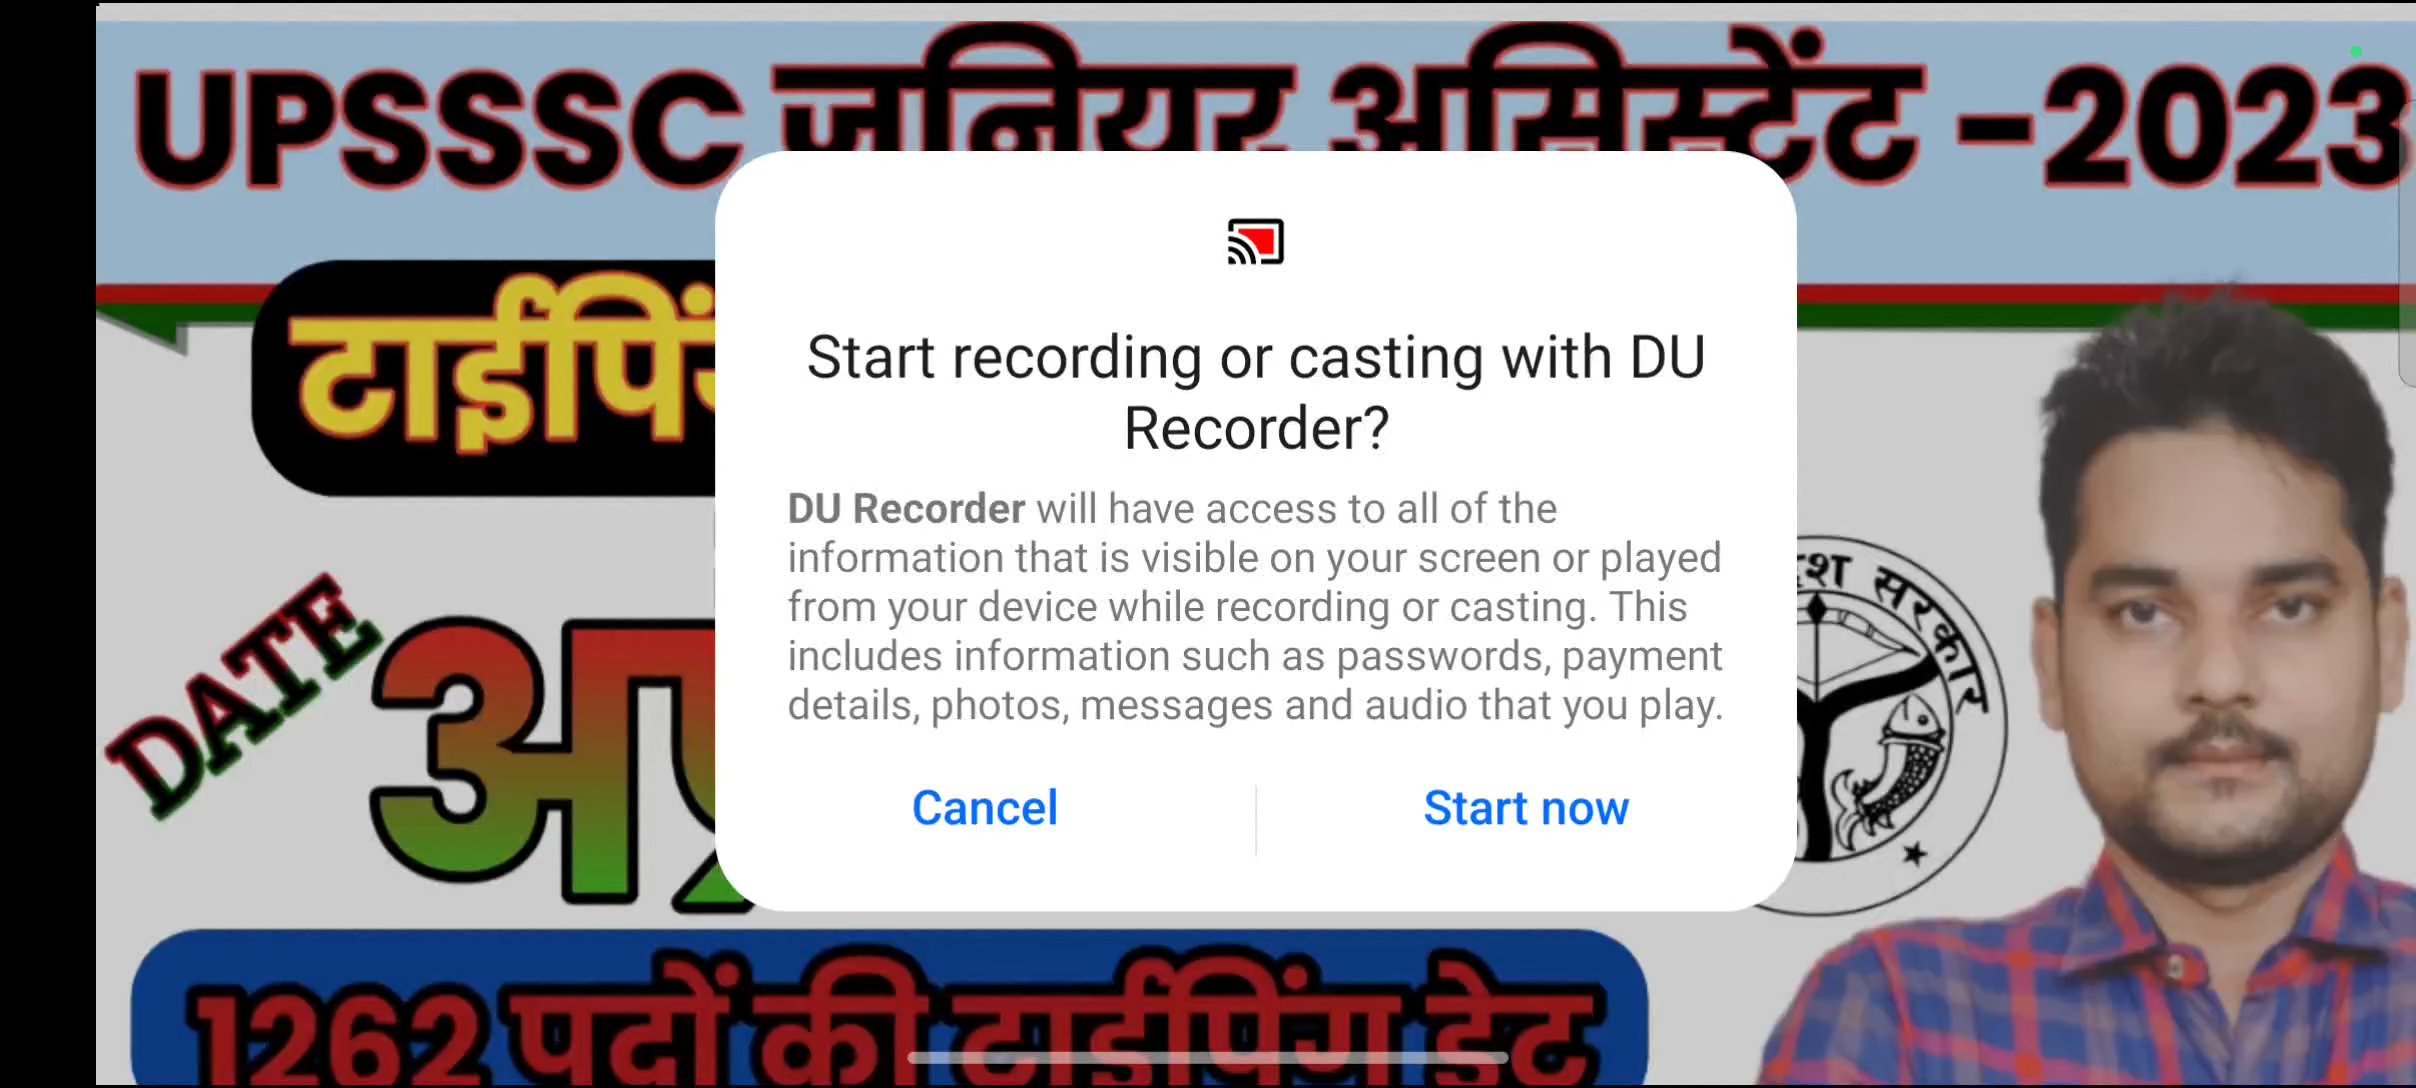 UPSSSC जूनियर असिस्टेंट -2023
Start recording or casting with DU
Recorder?
DU Recorder will have access to all of the
information that is visible on your screen or played
from your device while recording or casting. This
includes information such as passwords, payment
details, photos, messages and audio that you play.
Cancel
Start now
DATE
सरकार
1262 पदों की टाईपिंग डेट